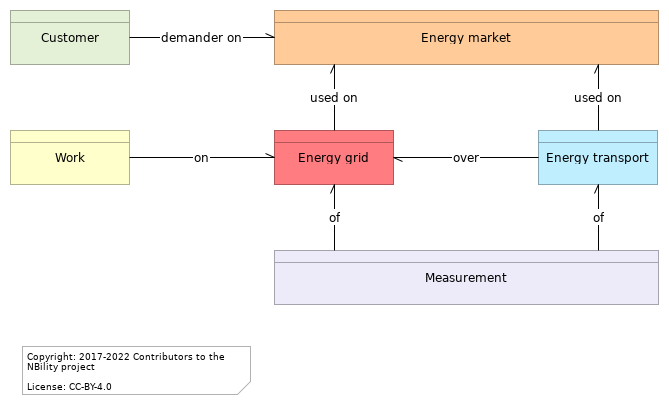 Customer
demander on
Energy market
used on
used on
Work
on
Energy grid
over
Energy transport
of
of
Measurement
Copyright: 2017-2022 Contributors to the
NBility project
License: CC-BY-4.0